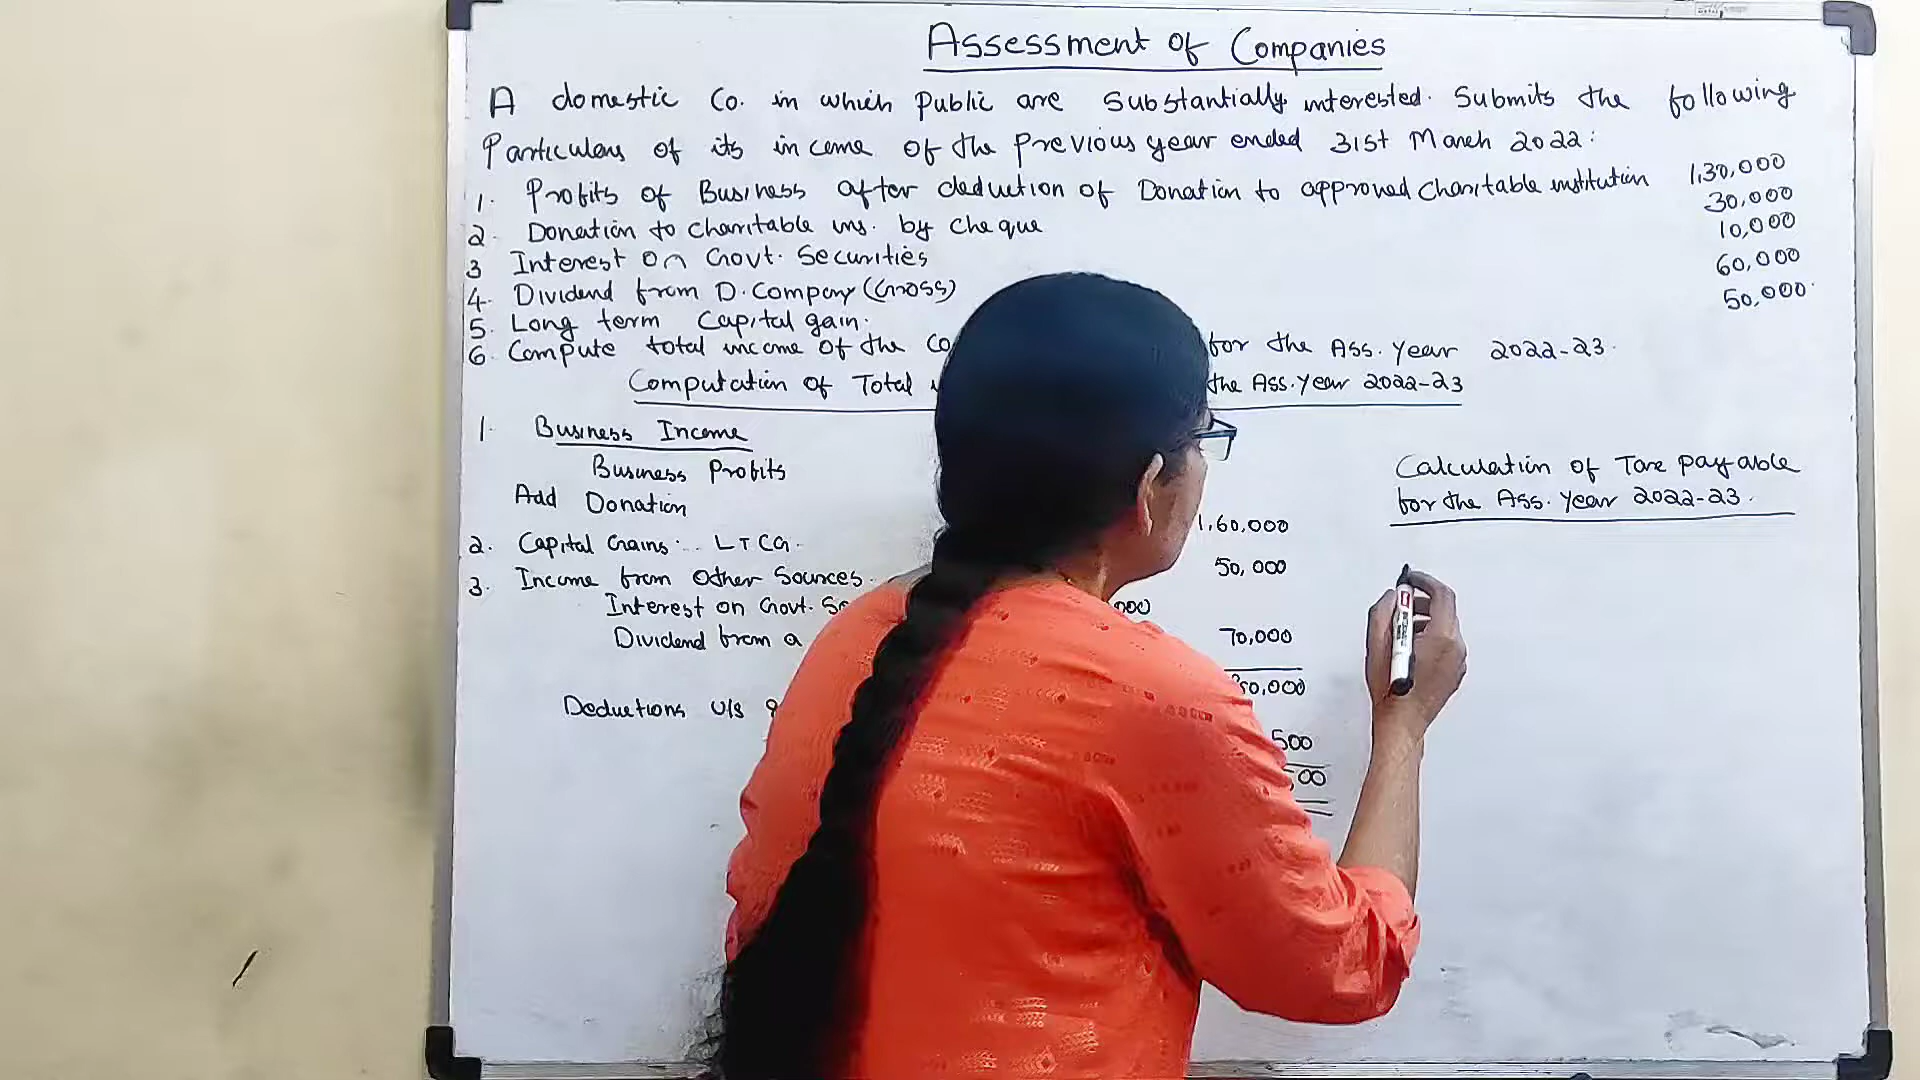 Assessment of Companies
A domestic Co. in which Public are Substantially interested. Submits the following
Particulars of its income of the Previous year ended 31st March 2022:
1. Profits of Business after deduction of Donation to approved Charitable institution 1,30,000
2. Donation to Charitable ins. by Cheque 30,000
3 Interest on Govt. Securities 10,000
4. Dividend from D. Company (Gross) 60,000
5. Long term Capital gain. 50,000.
6. Compute total income of the Co for the Ass. Year 2022-23.
Computation of Total the Ass. Year 2022-23
1. Business Income
Business Profits
Add Donation 1,60,000
2. Capital Gains. LTCG. 50,000
3. Income from Other Sources.
Interest on Govt. 000
Dividend from a 70,000
50,000
Deductions U/S
500
00
Calculation of Tax payable
for the Ass. Year 2022-23.